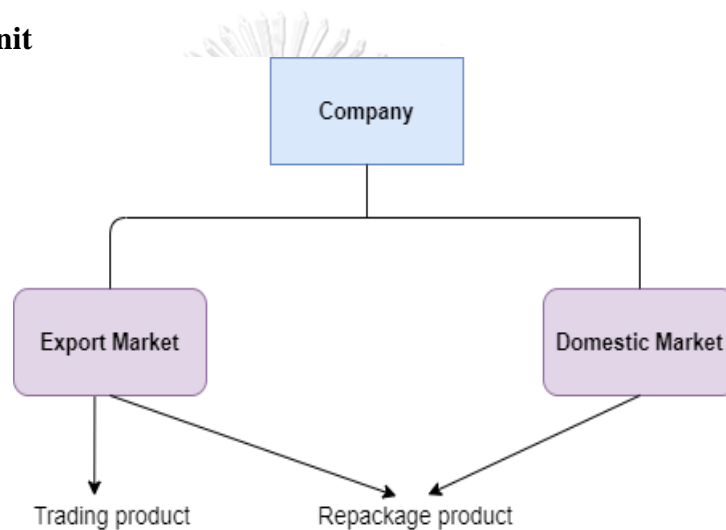 nit
Company
Export Market
Domestic Market
Trading product
Repackage product